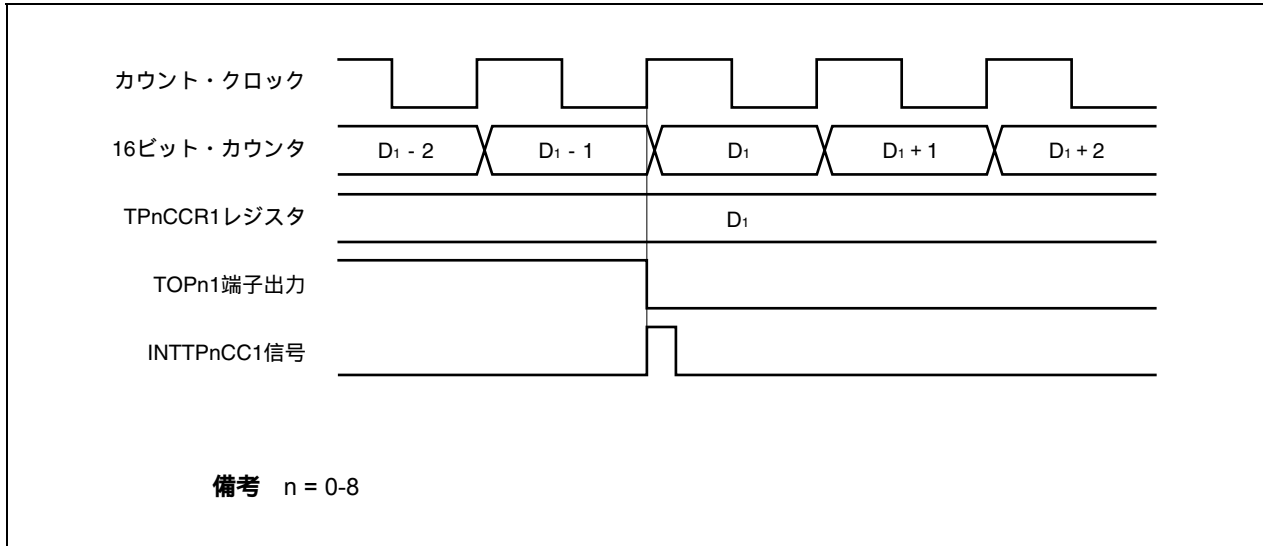 カウント・クロック
16ビット・カウンタ D1 - 2 D1 - 1 D1 D1 + 1 D1 + 2
TPnCCR1レジスタ D1
TOPn1端子出力
INTTPnCC1信号
備考 n = 0-8